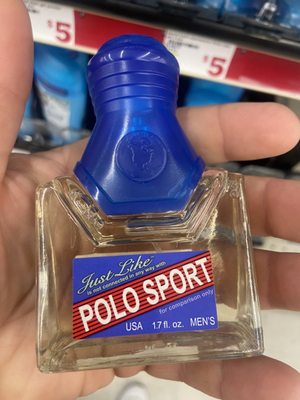 $5
$5
Just Like™
is not connected in any way with
POLO SPORT
for comparison only
USA 1.7 fl. oz. MEN'S